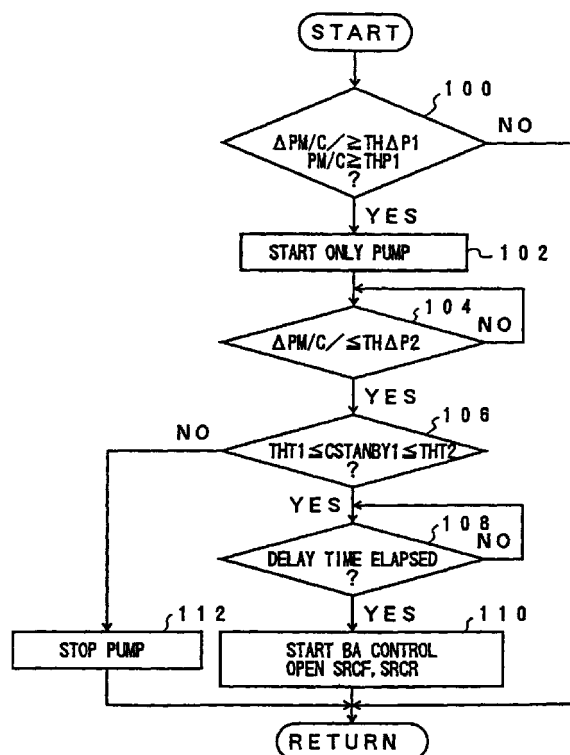 START
100
ΔPM/C/≧THΔP1
PM/C≧THP1
?
NO
YES
START ONLY PUMP
102
104
ΔPM/C/≦THΔP2
NO
YES
106
NO
THT1≦CSTANBY1≦THT2
?
YES
108
DELAY TIME ELAPSED
?
NO
YES
112
110
STOP PUMP
START BA CONTROL
OPEN SRCF, SRCR
RETURN